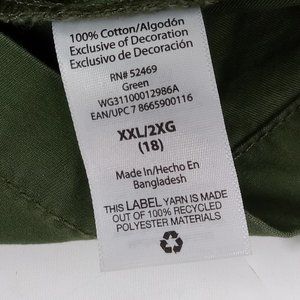 100% Cotton/Algodón
Exclusive of Decoration
Exclusivo de Decoración
RN# 52469
Green
WG31100012986A
EAN/UPC 7 8665900116
XXL/2XG
(18)
Made In/Hecho En
Bangladesh
THIS LABEL YARN IS MADE
OUT OF 100% RECYCLED
POLYESTER MATERIALS